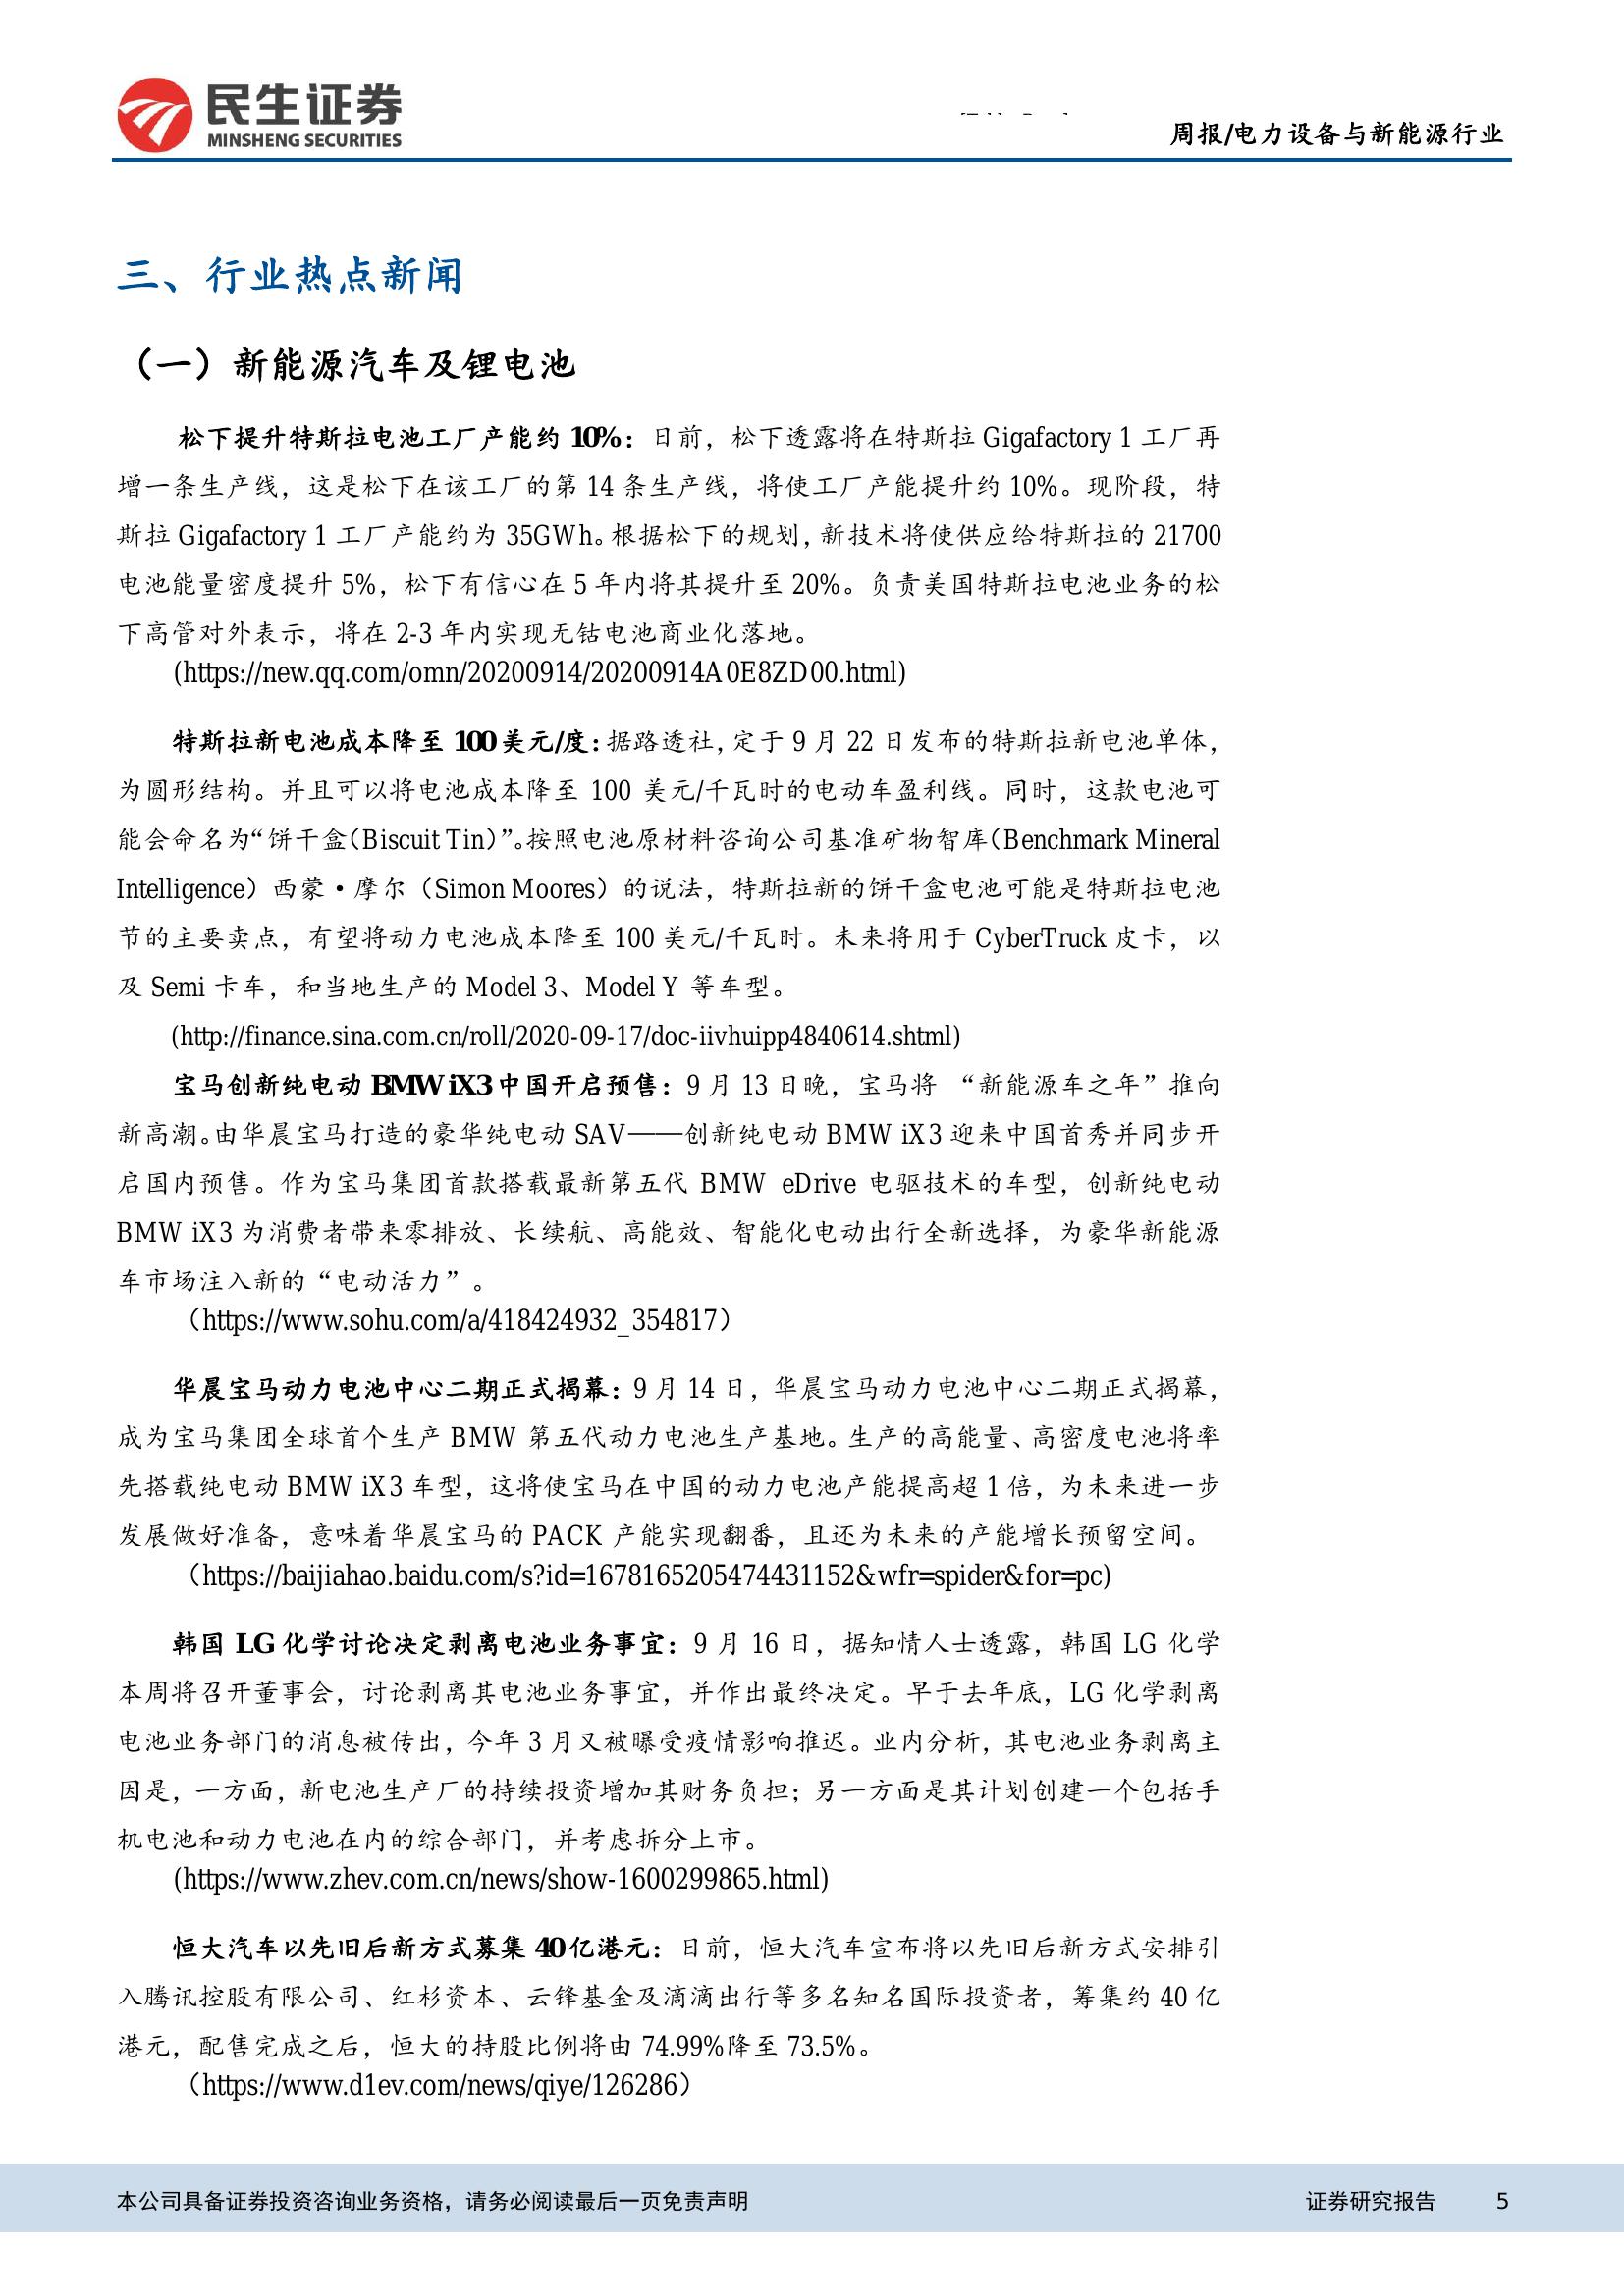 民生证券
MINSHENG SECURITIES
周报/电力设备与新能源行业
三、行业热点新闻
（一）新能源汽车及锂电池
松下提升特斯拉电池工厂产能约 10%：日前，松下透露将在特斯拉 Gigafactory 1 工厂再
增一条生产线，这是松下在该工厂的第 14 条生产线，将使工厂产能提升约 10%。现阶段，特
斯拉 Gigafactory 1 工厂产能约为 35GWh。根据松下的规划，新技术将使供应给特斯拉的 21700
电池能量密度提升 5%，松下有信心在 5 年内将其提升至 20%。负责美国特斯拉电池业务的松
下高管对外表示，将在 2-3 年内实现无钴电池商业化落地。
(https://new.qq.com/omn/20200914/20200914A0E8ZD00.html)
特斯拉新电池成本降至 100 美元/度：据路透社，定于 9 月 22 日发布的特斯拉新电池单体，
为圆形结构。并且可以将电池成本降至 100 美元/千瓦时的电动车盈利线。同时，这款电池可
能会命名为“饼干盒（Biscuit Tin）”。按照电池原材料咨询公司基准矿物智库（Benchmark Mineral
Intelligence）西蒙·摩尔（Simon Moores）的说法，特斯拉新的饼干盒电池可能是特斯拉电池
节的主要卖点，有望将动力电池成本降至 100 美元/千瓦时。未来将用于 CyberTruck 皮卡，以
及 Semi 卡车，和当地生产的 Model 3、Model Y 等车型。
(http://finance.sina.com.cn/roll/2020-09-17/doc-iivhuipp4840614.shtml)
宝马创新纯电动 BMW iX3 中国开启预售：9 月 13 日晚，宝马将 “新能源车之年”推向
新高潮。由华晨宝马打造的豪华纯电动 SAV——创新纯电动 BMW iX3 迎来中国首秀并同步开
启国内预售。作为宝马集团首款搭载最新第五代 BMW eDrive 电驱技术的车型，创新纯电动
BMW iX3 为消费者带来零排放、长续航、高能效、智能化电动出行全新选择，为豪华新能源
车市场注入新的“电动活力”。
（https://www.sohu.com/a/418424932_354817）
华晨宝马动力电池中心二期正式揭幕：9 月 14 日，华晨宝马动力电池中心二期正式揭幕，
成为宝马集团全球首个生产 BMW 第五代动力电池生产基地。生产的高能量、高密度电池将率
先搭载纯电动 BMW iX3 车型，这将使宝马在中国的动力电池产能提高超 1 倍，为未来进一步
发展做好准备，意味着华晨宝马的 PACK 产能实现翻番，且还为未来的产能增长预留空间。
（https://baijiahao.baidu.com/s?id=1678165205474431152&wfr=spider&for=pc)
韩国 LG 化学讨论决定剥离电池业务事宜：9 月 16 日，据知情人士透露，韩国 LG 化学
本周将召开董事会，讨论剥离其电池业务事宜，并作出最终决定。早于去年底，LG 化学剥离
电池业务部门的消息被传出，今年 3 月又被曝受疫情影响推迟。业内分析，其电池业务剥离主
因是，一方面，新电池生产厂的持续投资增加其财务负担；另一方面是其计划创建一个包括手
机电池和动力电池在内的综合部门，并考虑拆分上市。
(https://www.zhev.com.cn/news/show-1600299865.html)
恒大汽车以先旧后新方式募集 40 亿港元：日前，恒大汽车宣布将以先旧后新方式安排引
入腾讯控股有限公司、红杉资本、云锋基金及滴滴出行等多名知名国际投资者，筹集约 40 亿
港元，配售完成之后，恒大的持股比例将由 74.99%降至 73.5%。
（https://www.d1ev.com/news/qiye/126286）
本公司具备证券投资咨询业务资格，请务必阅读最后一页免责声明
证券研究报告 5